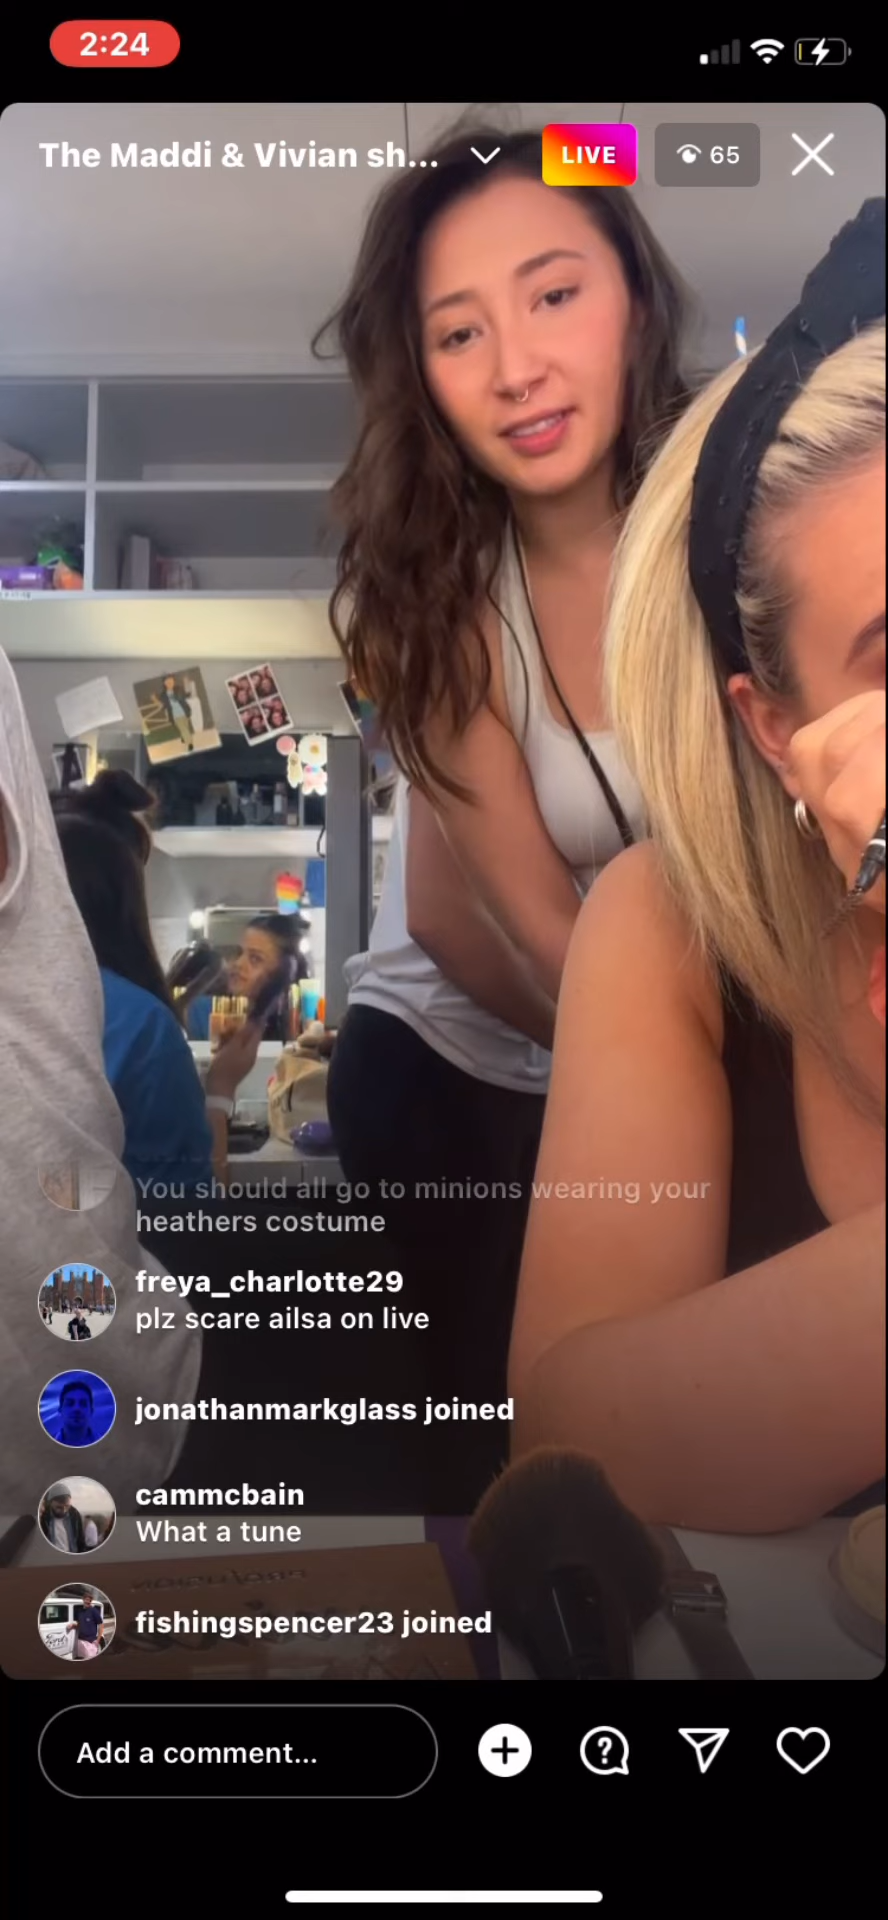 2:24
The Maddi & Vivian sh...
LIVE
65
You should all go to minions wearing your
heathers costume
freya_charlotte29
plz scare ailsa on live
jonathanmarkglass joined
cammcbain
What a tune
fishingspencer23 joined
Add a comment...